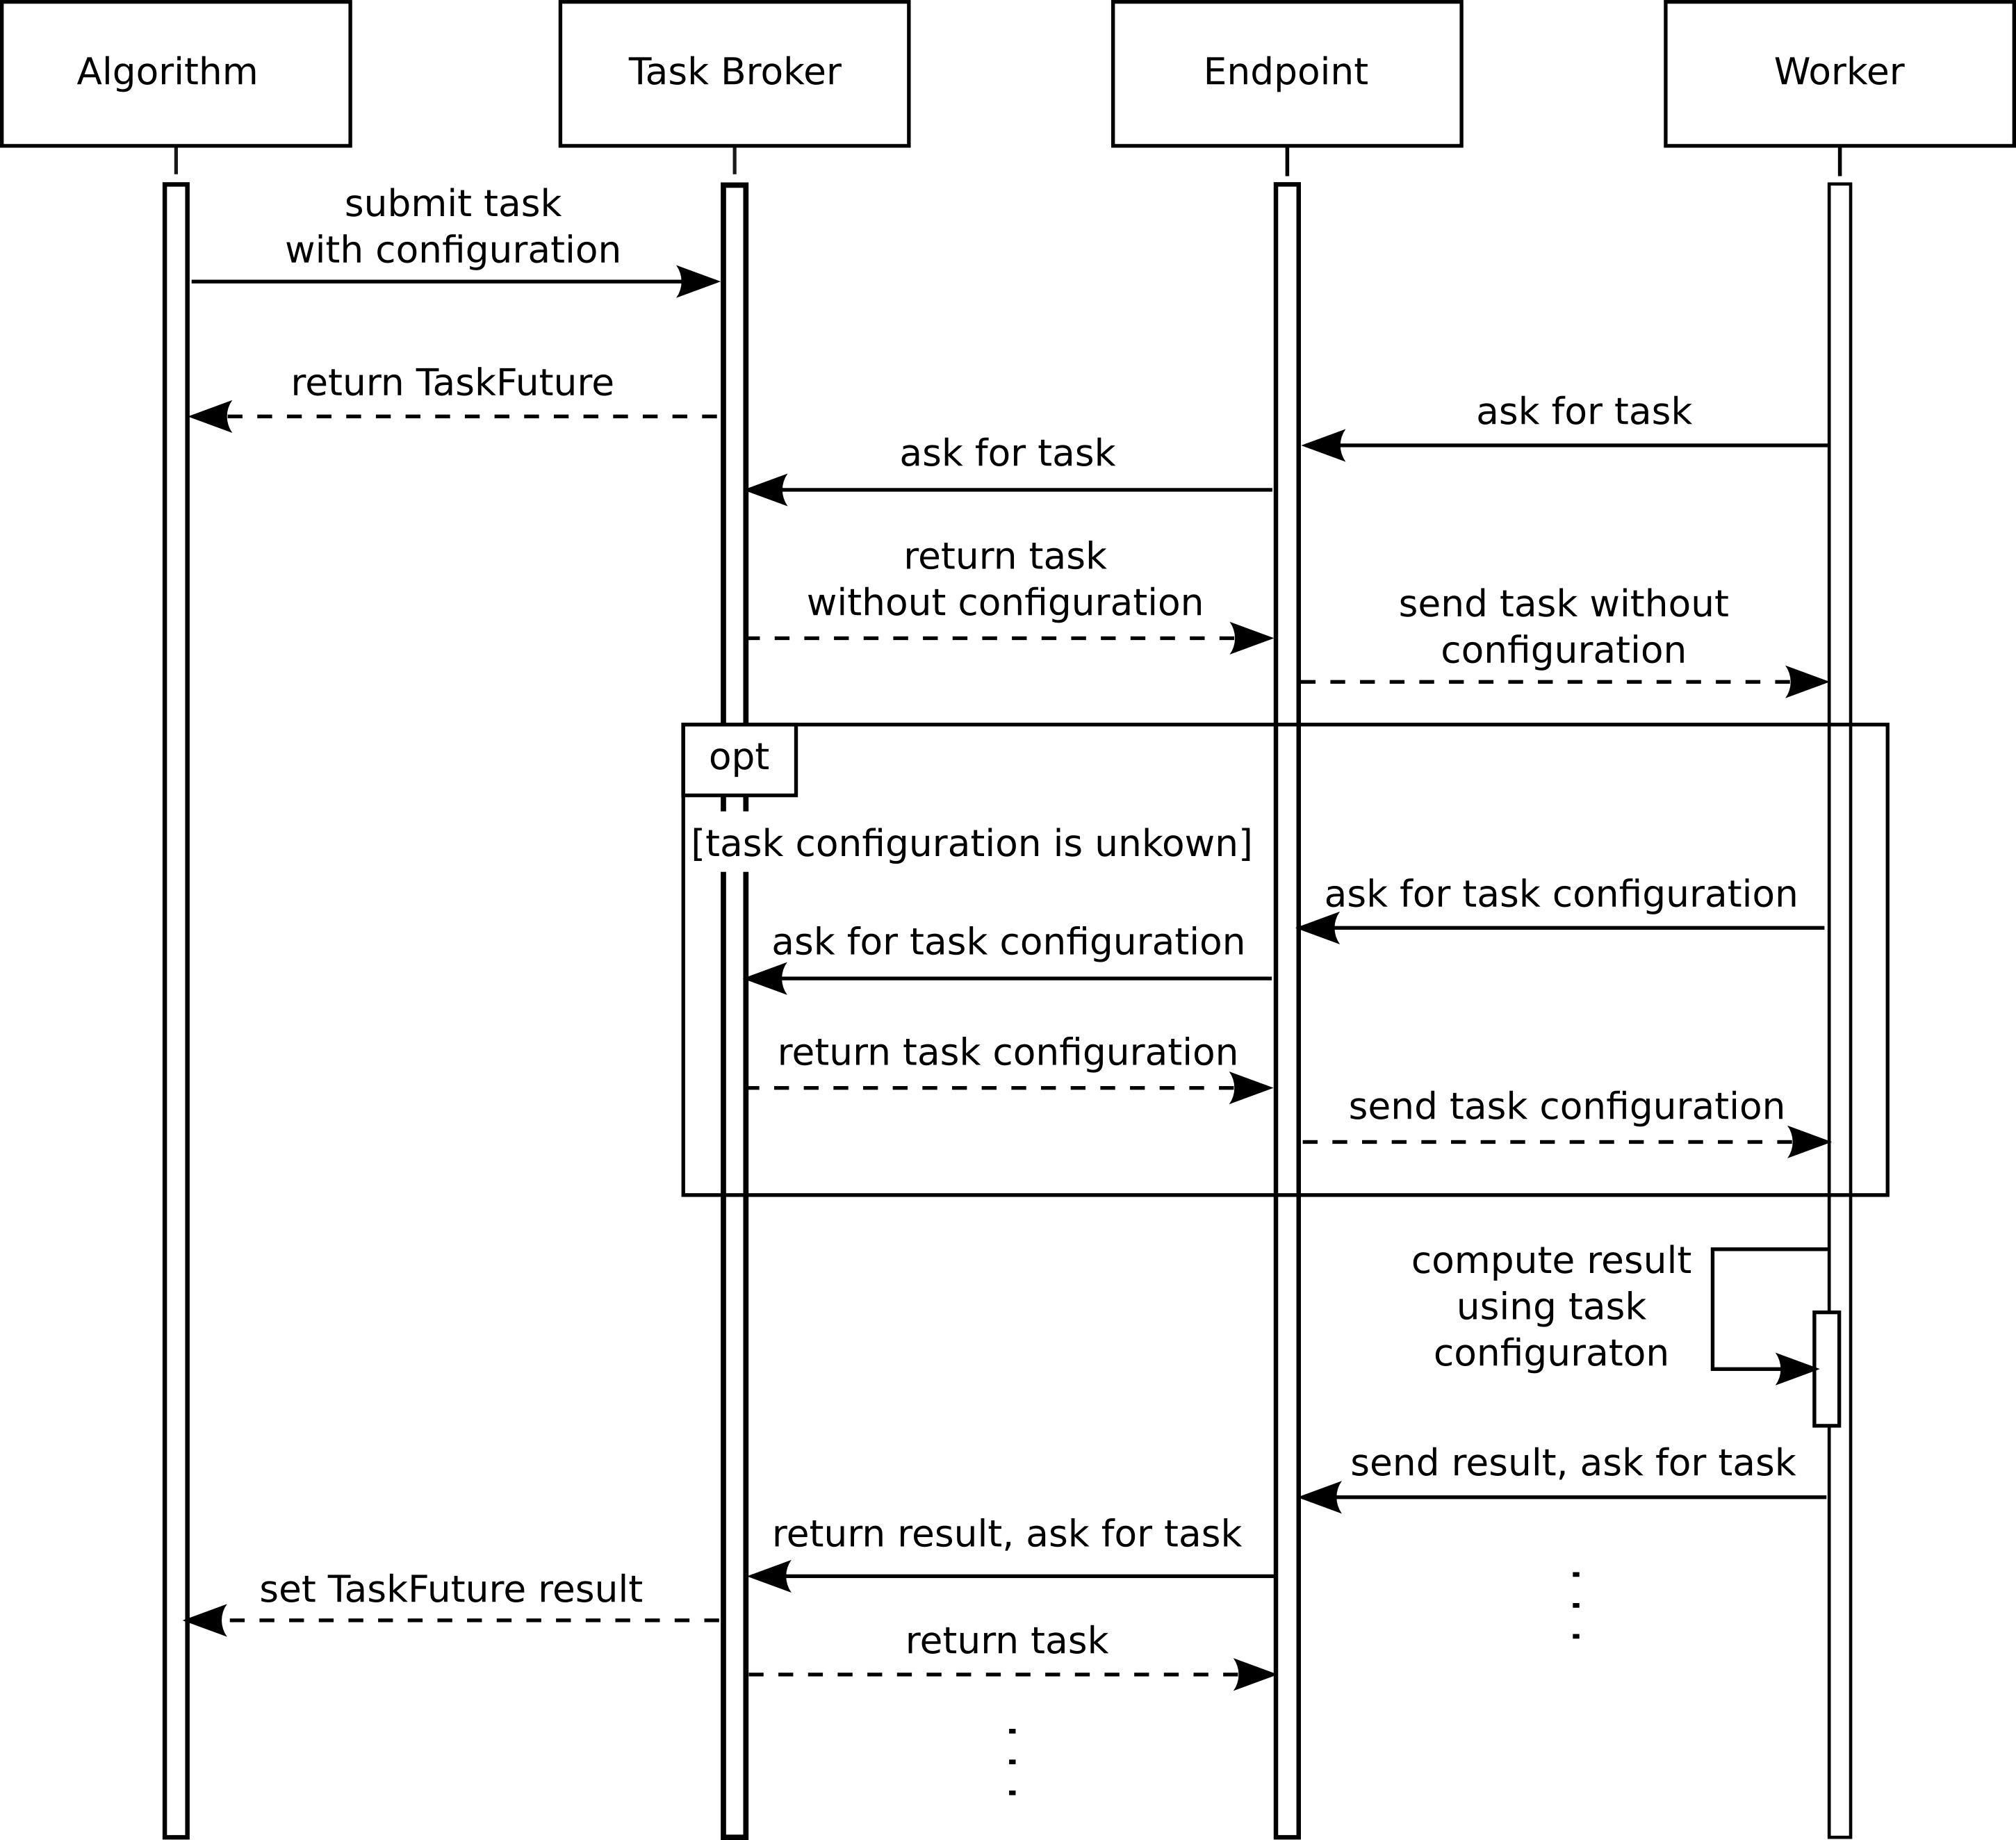 Algorithm
Task Broker
Endpoint
Worker
submit task
with configuration
return TaskFuture
ask for task
ask for task
return task
without configuration
send task without
configuration
opt
[task configuration is unkown]
ask for task configuration
ask for task configuration
return task configuration
send task configuration
compute result
using task
configuraton
send result, ask for task
return result, ask for task
set TaskFuture result
return task